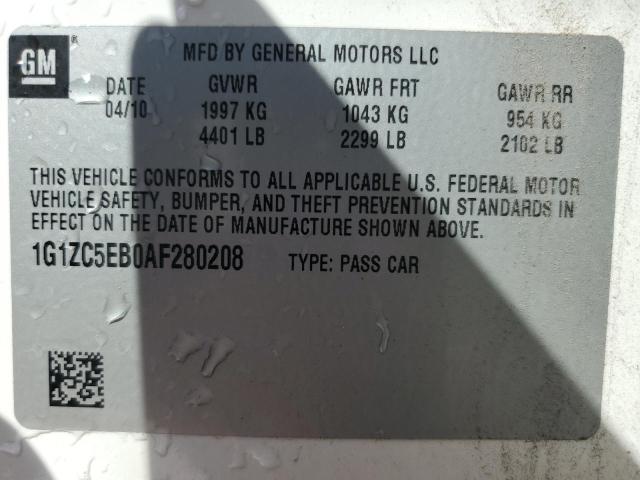 GM ®
MFD BY GENERAL MOTORS LLC
DATE GVWR GAWR FRT GAWR RR
04/10 1997 KG 1043 KG 954 KG
4401 LB 2299 LB 2102 LB
THIS VEHICLE CONFORMS TO ALL APPLICABLE U.S. FEDERAL MOTOR
VEHICLE SAFETY, BUMPER, AND THEFT PREVENTION STANDARDS IN
EFFECT ON THE DATE OF MANUFACTURE SHOWN ABOVE.
1G1ZC5EB0AF280208 TYPE: PASS CAR